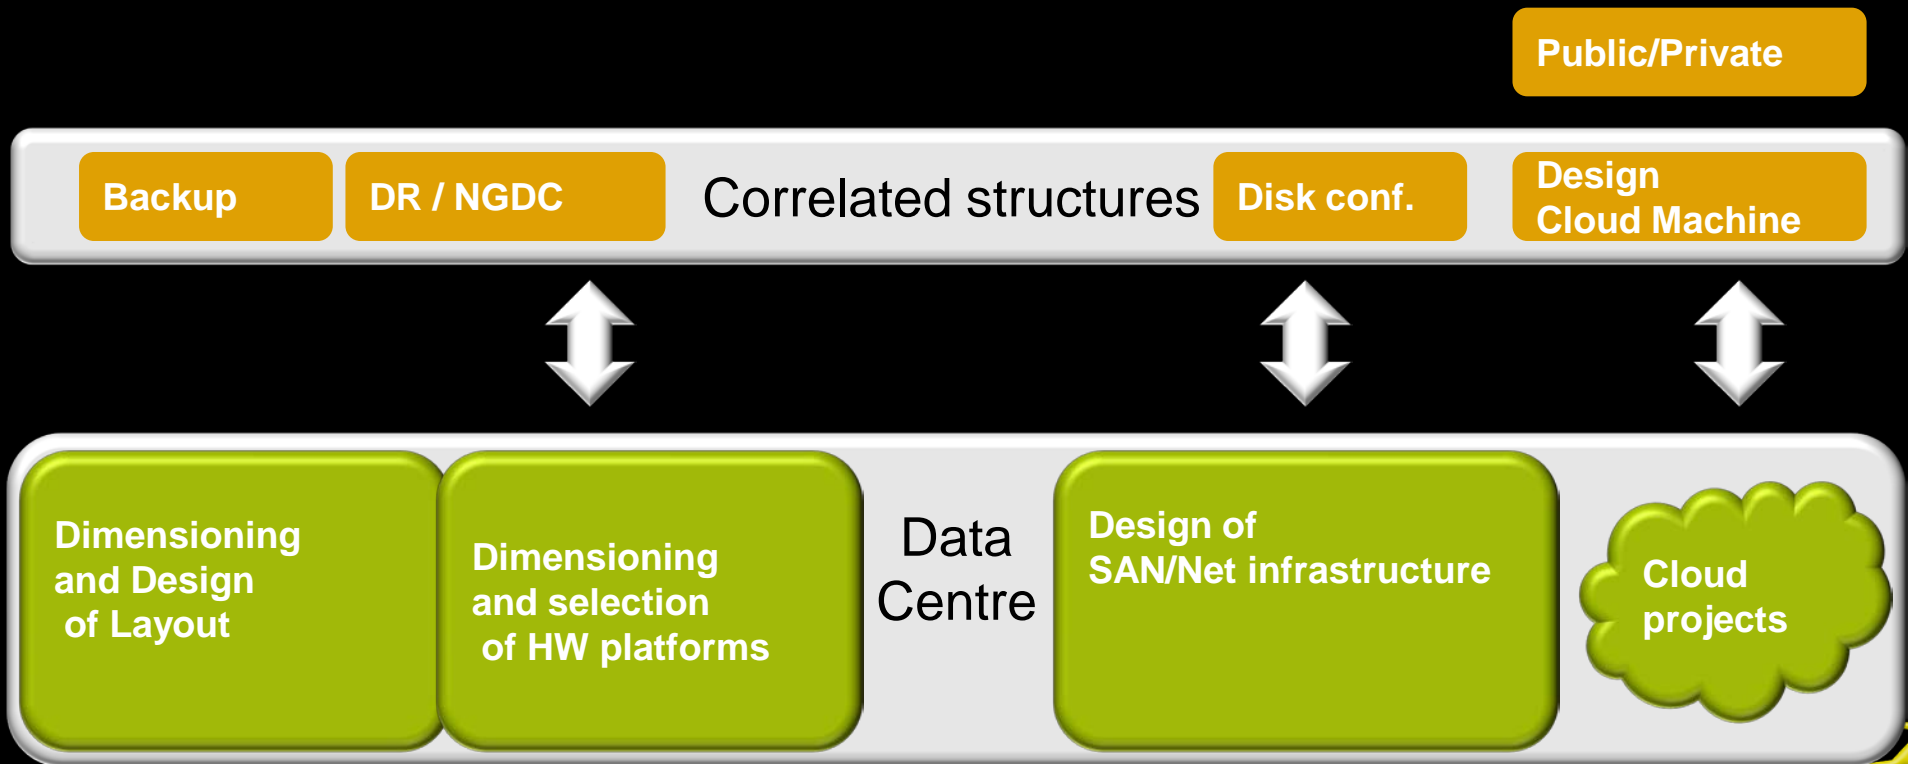 Public/Private
Backup
DR / NGDC
Correlated structures
Disk conf.
Design
Cloud Machine
Dimensioning
and Design
of Layout
Dimensioning
and selection
of HW platforms
Data
Centre
Design of
SAN/Net infrastructure
Cloud
projects